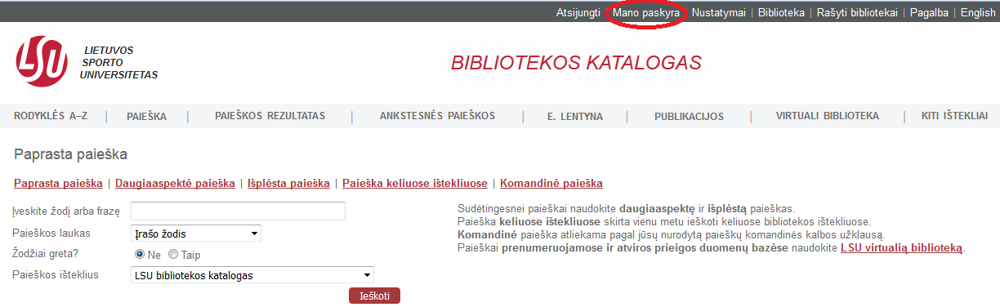 Atsijungti | Mano paskyra | Nustatymai | Biblioteka | Rašyti bibliotekai | Pagalba | English
LSU
LIETUVOS
SPORTO
UNIVERSITETAS
BIBLIOTEKOS KATALOGAS
RODYKLĖS A–Z | PAIEŠKA | PAIEŠKOS REZULTATAS | ANKSTESNĖS PAIEŠKOS | E. LENTYNA | PUBLIKACIJOS | VIRTUALI BIBLIOTEKA | KITI IŠTEKLIAI
Paprasta paieška
Paprasta paieška | Daugiaaspektė paieška | Išplėsta paieška | Paieška keliuose ištekliuose | Komandinė paieška
Įveskite žodį arba frazę
Paieškos laukas Įrašo žodis
Žodžiai greta? Ne Taip
Paieškos išteklius LSU bibliotekos katalogas
Ieškoti
Sudėtingesnei paieškai naudokite daugiaaspektę ir išplėstą paieškas.
Paieška keliuose ištekliuose skirta vienu metu ieškoti keliuose bibliotekos ištekliuose.
Komandinė paieška atliekama pagal jūsų nurodytą paieškų komandinės kalbos užklausą.
Paieškai prenumeruojamose ir atviros prieigos duomenų bazėse naudokite LSU virtualią biblioteką.